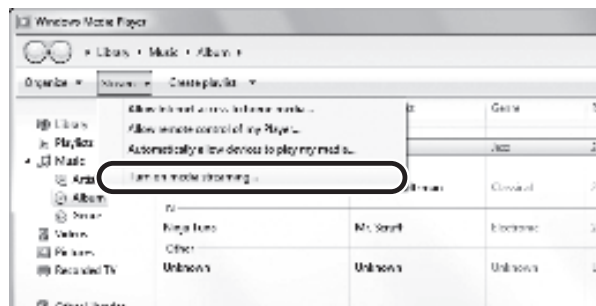 Windows Media Player
Library Music Album
Organize Stream Create playlist
Allow Internet access to home media...
Allow remote control of my Player...
Automatically allow devices to play my media...
Turn on media streaming...
Genre
Library
Playlists
Music
Album
Genre
Videos
Pictures
Recorded TV
Jazz
Classical
Ninja Tuna
Mr. Scruff
Electronic
Other
Unknown
Unknown
Unknown